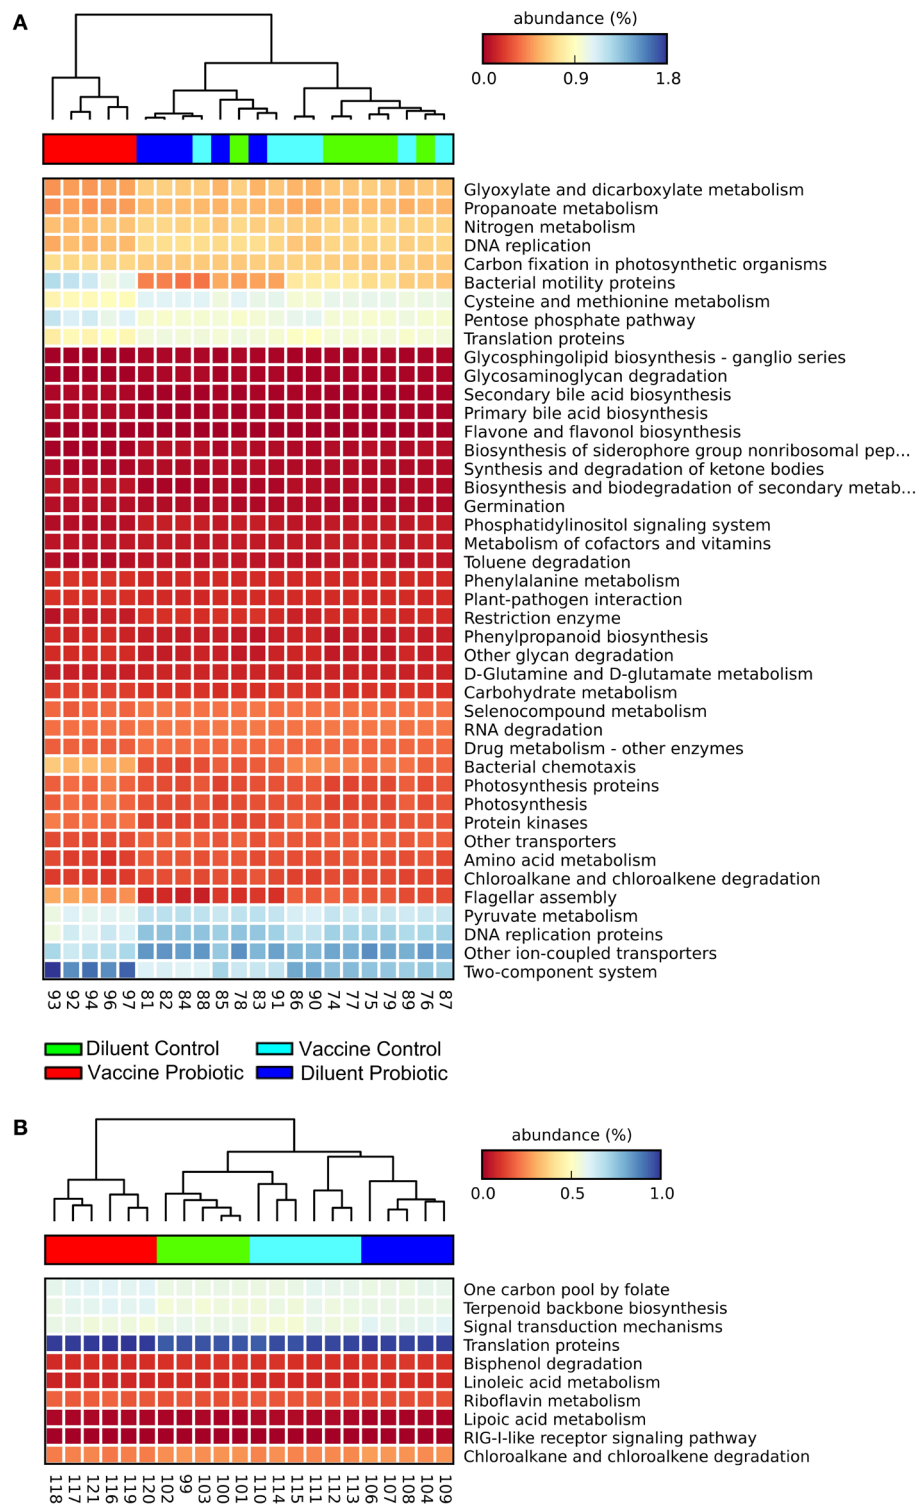 A
abundance (%)
0.0 0.9 1.8
Glyoxylate and dicarboxylate metabolism
Propanoate metabolism
Nitrogen metabolism
DNA replication
Carbon fixation in photosynthetic organisms
Bacterial motility proteins
Cysteine and methionine metabolism
Pentose phosphate pathway
Translation proteins
Glycosphingolipid biosynthesis - ganglio series
Glycosaminoglycan degradation
Secondary bile acid biosynthesis
Primary bile acid biosynthesis
Flavone and flavonol biosynthesis
Biosynthesis of siderophore group nonribosomal pep...
Synthesis and degradation of ketone bodies
Biosynthesis and biodegradation of secondary metab...
Germination
Phosphatidylinositol signaling system
Metabolism of cofactors and vitamins
Toluene degradation
Phenylalanine metabolism
Plant-pathogen interaction
Restriction enzyme
Phenylpropanoid biosynthesis
Other glycan degradation
D-Glutamine and D-glutamate metabolism
Carbohydrate metabolism
Selenocompound metabolism
RNA degradation
Drug metabolism - other enzymes
Bacterial chemotaxis
Photosynthesis proteins
Photosynthesis
Protein kinases
Other transporters
Amino acid metabolism
Chloroalkane and chloroalkene degradation
Flagellar assembly
Pyruvate metabolism
DNA replication proteins
Other ion-coupled transporters
Two-component system
93 92 94 96 97 81 82 84 88 85 78 83 91 86 90 74 77 75 79 89 76 87
Diluent Control Vaccine Control
Vaccine Probiotic Diluent Probiotic
B
abundance (%)
0.0 0.5 1.0
One carbon pool by folate
Terpenoid backbone biosynthesis
Signal transduction mechanisms
Translation proteins
Bisphenol degradation
Linoleic acid metabolism
Riboflavin metabolism
Lipoic acid metabolism
RIG-I-like receptor signaling pathway
Chloroalkane and chloroalkene degradation
118 117 121 116 119 120 102 99 103 100 101 110 114 115 111 112 113 106 107 108 104 109